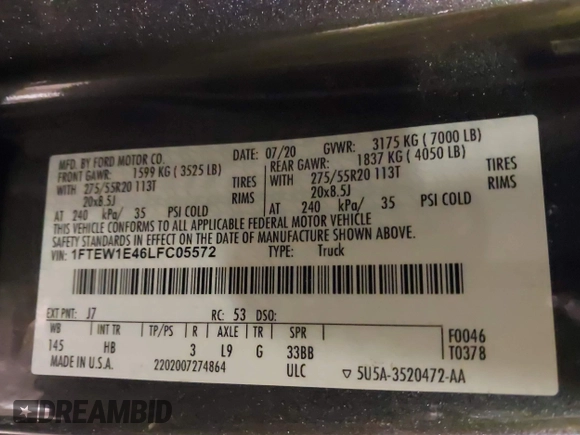 MFD. BY FORD MOTOR CO.
DATE: 07/20 GVWR: 3175 KG ( 7000 LB)
FRONT GAWR: 1599 KG ( 3525 LB)
REAR GAWR: 1837 KG ( 4050 LB)
WITH 275/55R20 113T TIRES
WITH 275/55R20 113T TIRES
20x8.5J RIMS
20x8.5J RIMS
AT 240 kPa/ 35 PSI COLD
AT 240 kPa/ 35 PSI COLD
THIS VEHICLE CONFORMS TO ALL APPLICABLE FEDERAL MOTOR VEHICLE
SAFETY STANDARDS IN EFFECT ON THE DATE OF MANUFACTURE SHOWN ABOVE.
VIN: 1FTEW1E46LFC05572
TYPE: Truck
EXT PNT: J7 RC: 53 DSO:
WB INT TR TP/PS R AXLE TR SPR
145 HB 3 L9 G 33BB
F0046
T0378
MADE IN U.S.A. 2202007274864 ULC
▽ 5U5A-3520472-AA
DREAMBID